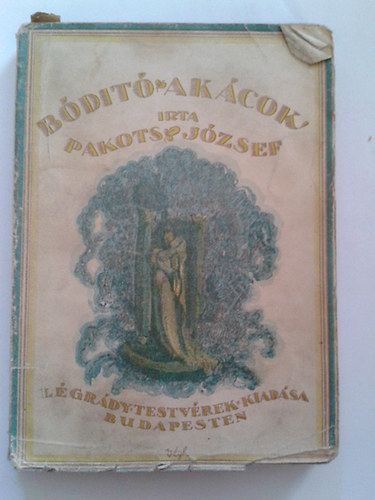 BÓDITÓ AKÁCOK
IRTA
PAKOTS JÓZSEF
LÉGRÁDY·TESTVÉREK·KIADÁSA
BUDAPESTEN